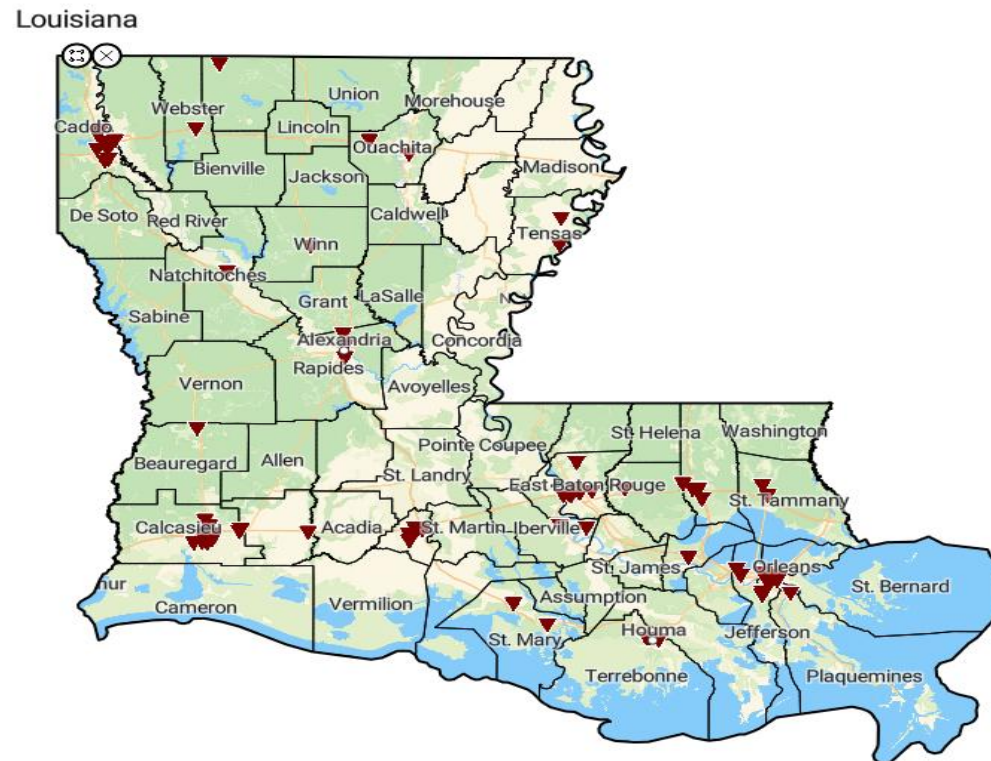 Louisiana
Union
Morehouse
Webster
Caddo
Lincoln
Ouachita
Bienville
Madison
Jackson
De Soto
Red River
Caldwell
Tensas
Winn
Natchitoches
Grant
LaSalle
Sabine
Alexandria
Concordia
Rapides
Vernon
Avoyelles
St. Helena
Washington
Pointe Coupee
Beauregard
Allen
St. Landry
East Baton Rouge
St. Tammany
Calcasieu
Acadia
St. Martin
Iberville
St. James
Orleans
St. Bernard
Cameron
Vermilion
Assumption
St. Mary
Houma
Jefferson
Terrebonne
Plaquemines